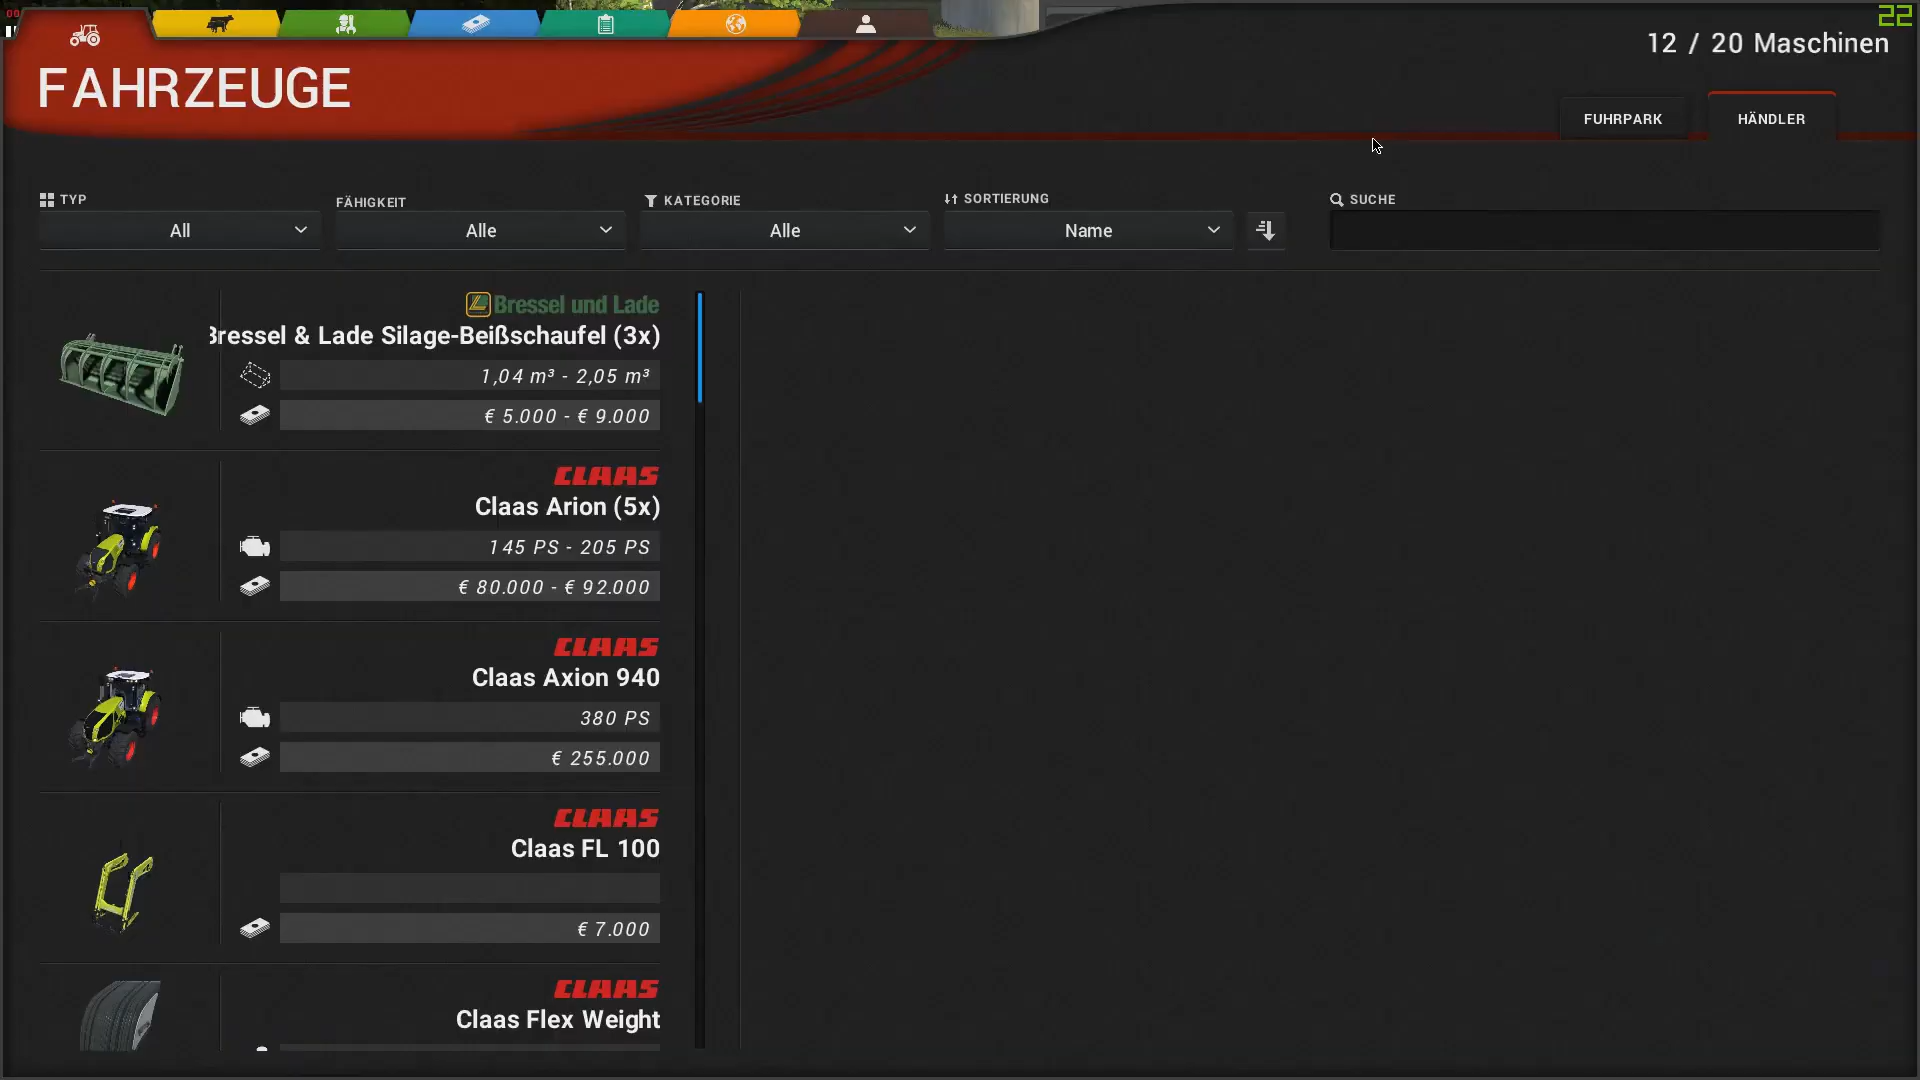 22
12 / 20 Maschinen
FAHRZEUGE
FUHRPARK
HÄNDLER
TYP
FÄHIGKEIT
KATEGORIE
SORTIERUNG
SUCHE
All
Alle
Alle
Name
Bressel und Lade
Bressel & Lade Silage-Beißschaufel (3x)
1,04 m³ - 2,05 m³
€ 5.000 - € 9.000
CLAAS
Claas Arion (5x)
145 PS - 205 PS
€ 80.000 - € 92.000
CLAAS
Claas Axion 940
380 PS
€ 255.000
CLAAS
Claas FL 100
€ 7.000
CLAAS
Claas Flex Weight